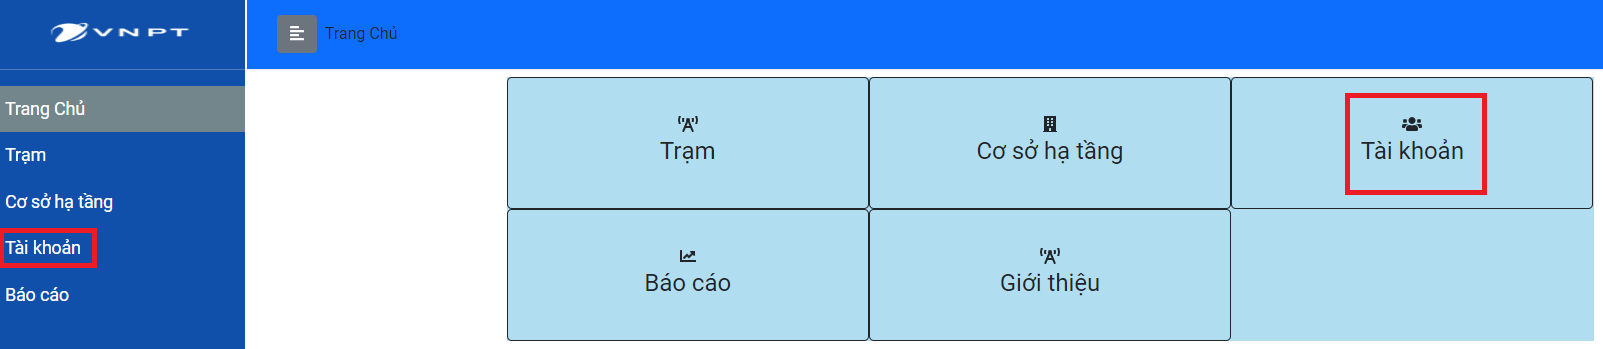 VNPT
Trang Chủ
Trang Chủ
Trạm
Cơ sở hạ tầng
Tài khoản
Báo cáo
Trạm
Cơ sở hạ tầng
Tài khoản
Báo cáo
Giới thiệu